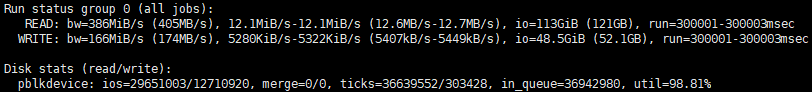 Run status group 0 (all jobs):
READ: bw=386MiB/s (405MB/s), 12.1MiB/s-12.1MiB/s (12.6MB/s-12.7MB/s), io=113GiB (121GB), run=300001-300003msec
WRITE: bw=166MiB/s (174MB/s), 5280KiB/s-5322KiB/s (5407kB/s-5449kB/s), io=48.5GiB (52.1GB), run=300001-300003msec
Disk stats (read/write):
pblkdevice: ios=29651003/12710920, merge=0/0, ticks=36639552/303428, in_queue=36942980, util=98.81%